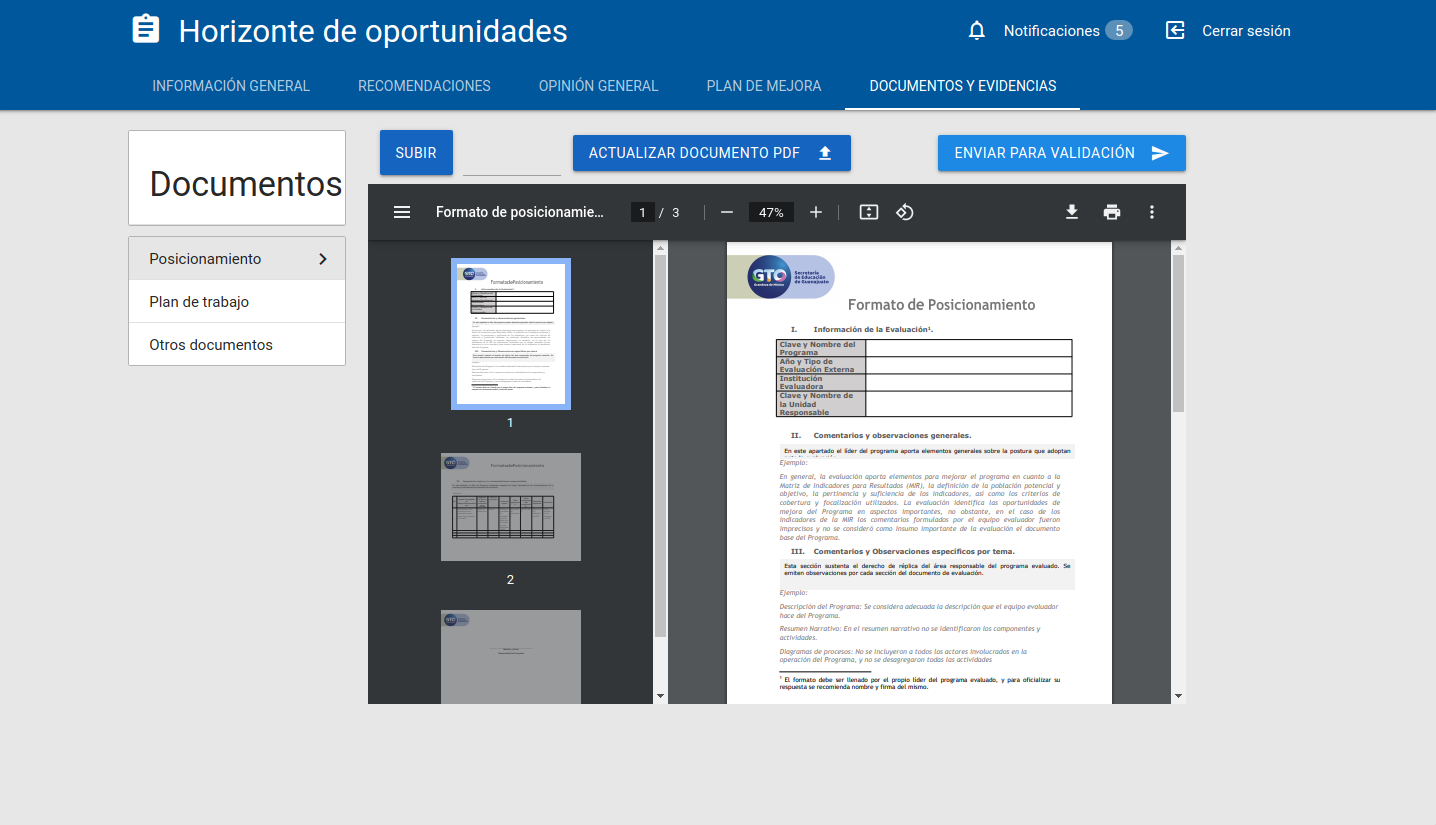 Horizonte de oportunidades
Notificaciones 5
Cerrar sesión
INFORMACIÓN GENERAL
RECOMENDACIONES
OPINIÓN GENERAL
PLAN DE MEJORA
DOCUMENTOS Y EVIDENCIAS
Documentos
Posicionamiento
Plan de trabajo
Otros documentos
SUBIR
ACTUALIZAR DOCUMENTO PDF
ENVIAR PARA VALIDACIÓN
Formato de posicionamie...
1 / 3
47%
1
2
GTO
Secretaría
de Educación
de Guanajuato
Formato de Posicionamiento
I. Información de la Evaluación¹.
Clave y Nombre del
Programa
Año y Tipo de
Evaluación Externa
Institución
Evaluadora
Clave y Nombre de
la Unidad
Responsable
II. Comentarios y observaciones generales.
En este apartado el líder del programa aporta elementos generales sobre la postura que adoptan
Ejemplo:
En general, la evaluación aporta elementos para mejorar el programa en cuanto a la
Matriz de Indicadores para Resultados (MIR), la definición de la población potencial y
objetivo, la pertinencia y suficiencia de los indicadores, así como los criterios de
cobertura y focalización utilizados. La evaluación identifica las oportunidades de
mejora del Programa en aspectos importantes, no obstante, en el caso de los
indicadores de la MIR los comentarios formulados por el equipo evaluador fueron
imprecisos y no se consideró como insumo importante de la evaluación el documento
base del Programa.
III. Comentarios y Observaciones específicos por tema.
Esta sección sustenta el derecho de réplica del área responsable del programa evaluado. Se
emiten observaciones por cada sección del documento de evaluación.
Ejemplo:
Descripción del Programa: Se considera adecuada la descripción que el equipo evaluador
hace del Programa.
Resumen Narrativo: En el resumen narrativo no se identificaron los componentes y
actividades.
Diagramas de procesos: No se incluyeron a todos los actores involucrados en la
operación del Programa, y no se desagregaron todas las actividades
¹ El formato debe ser llenado por el propio líder del programa evaluado, y para oficializar su
respuesta se recomienda nombre y firma del mismo.